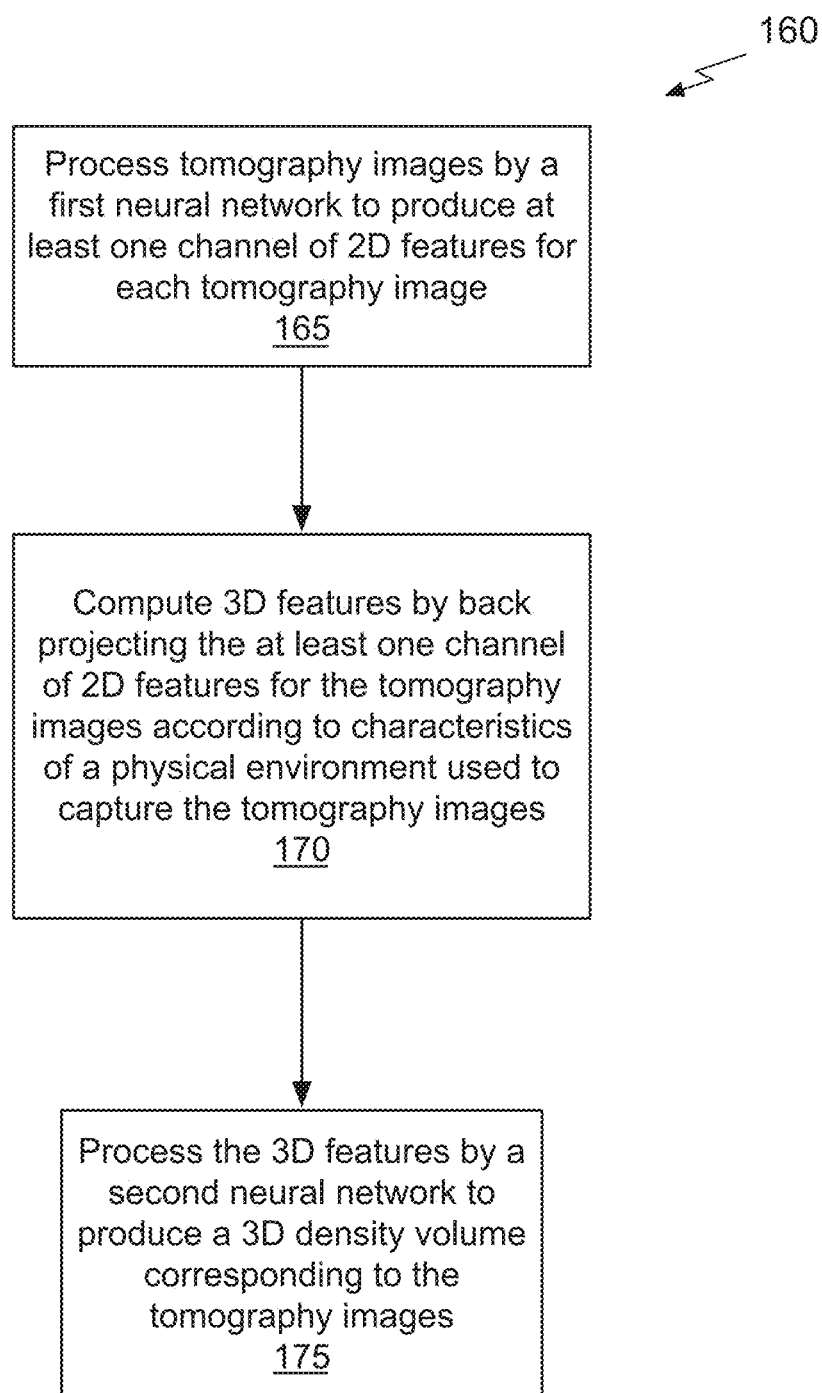 160
Process tomography images by a
first neural network to produce at
least one channel of 2D features for
each tomography image
165
Compute 3D features by back
projecting the at least one channel
of 2D features for the tomography
images according to characteristics
of a physical environment used to
capture the tomography images
170
Process the 3D features by a
second neural network to
produce a 3D density volume
corresponding to the
tomography images
175